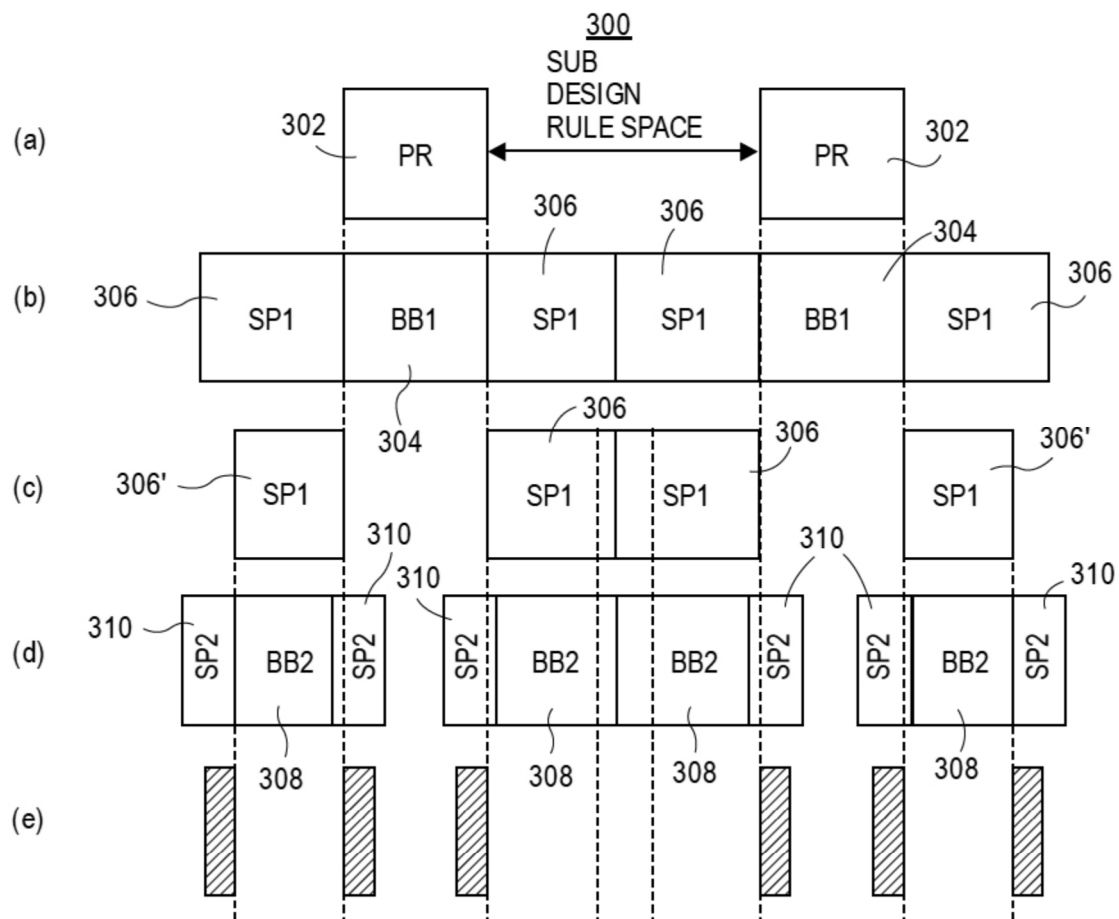 300
SUB
DESIGN
RULE SPACE
(a)
302
PR
PR
302
306
306
304
(b)
306
SP1
BB1
SP1
SP1
BB1
SP1
306
304
306
306
(c)
306'
SP1
SP1
SP1
SP1
306'
310
310
310
310
310
(d)
SP2
BB2
SP2
SP2
BB2
BB2
SP2
SP2
BB2
SP2
308
308
308
308
(e)